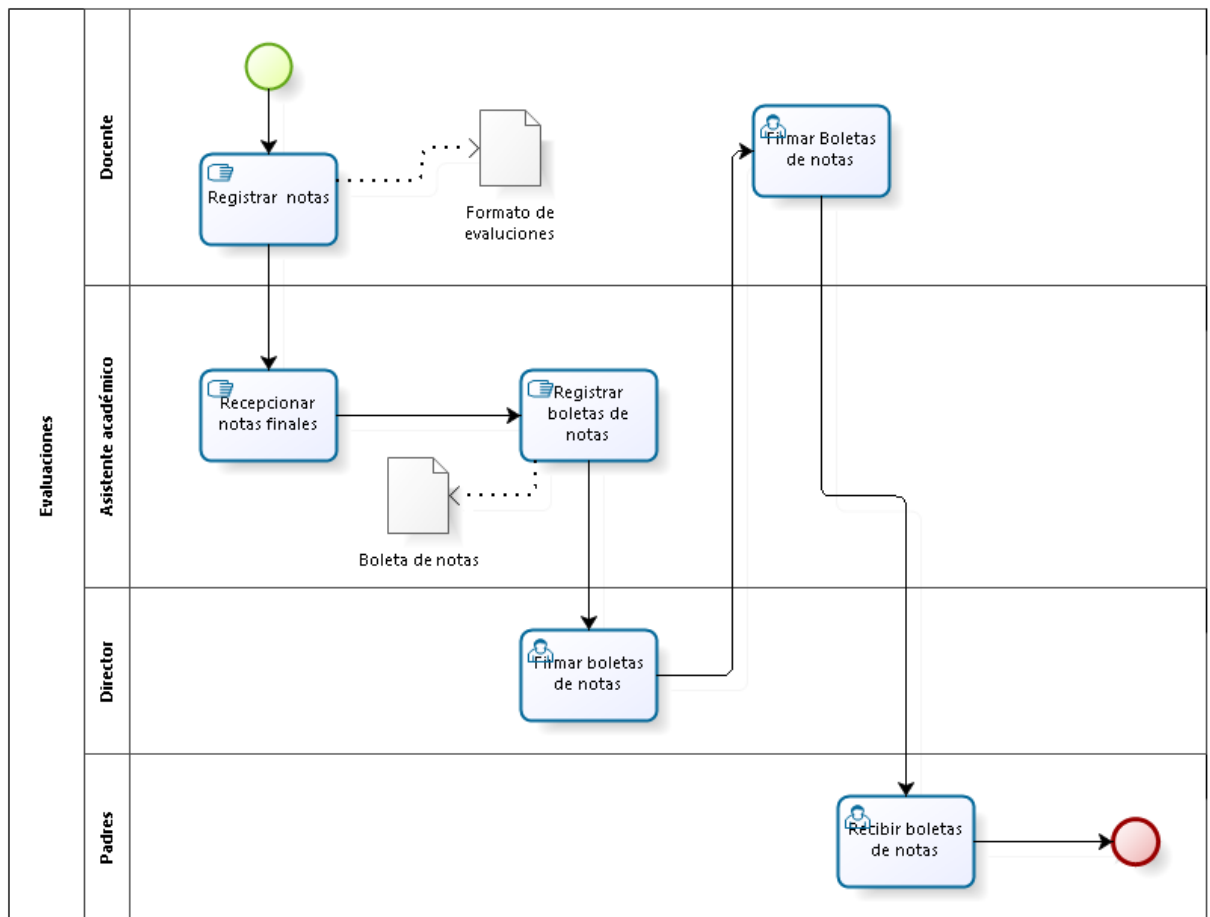 Evaluaciones
Docente
Registrar notas
Formato de
evaluciones
Firmar Boletas
de notas
Asistente académico
Recepcionar
notas finales
Registrar
boletas de
notas
Boleta de notas
Director
Firmar boletas
de notas
Padres
Recibir boletas
de notas